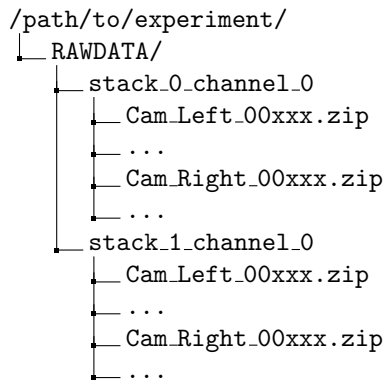 /path/to/experiment/
RAWDATA/
stack_0_channel_0
Cam_Left_00xxx.zip
...
Cam_Right_00xxx.zip
...
stack_1_channel_0
Cam_Left_00xxx.zip
...
Cam_Right_00xxx.zip
...